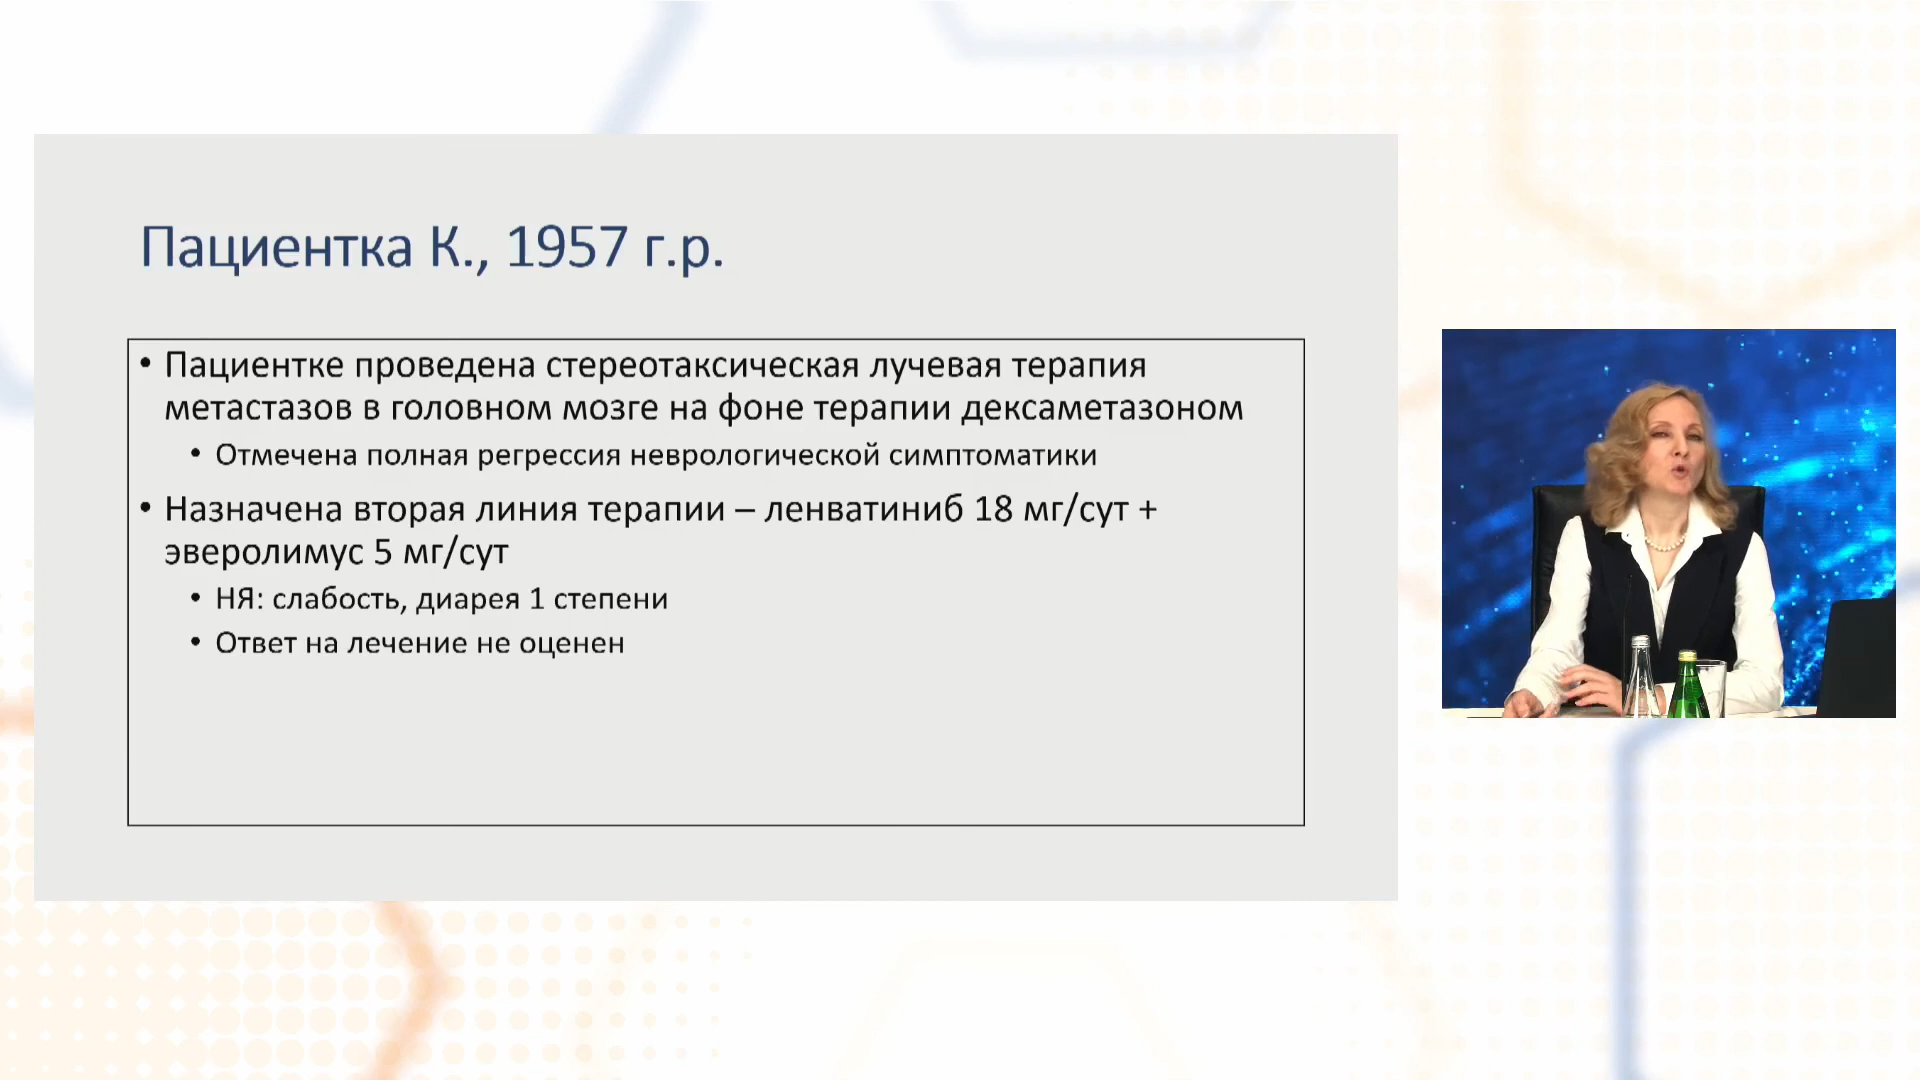 Пациентка К., 1957 г.р.
• Пациентке проведена стереотаксическая лучевая терапия
метастазов в головном мозге на фоне терапии дексаметазоном
• Отмечена полная регрессия неврологической симптоматики
• Назначена вторая линия терапии – ленватиниб 18 мг/сут +
эверолимус 5 мг/сут
• НЯ: слабость, диарея 1 степени
• Ответ на лечение не оценен